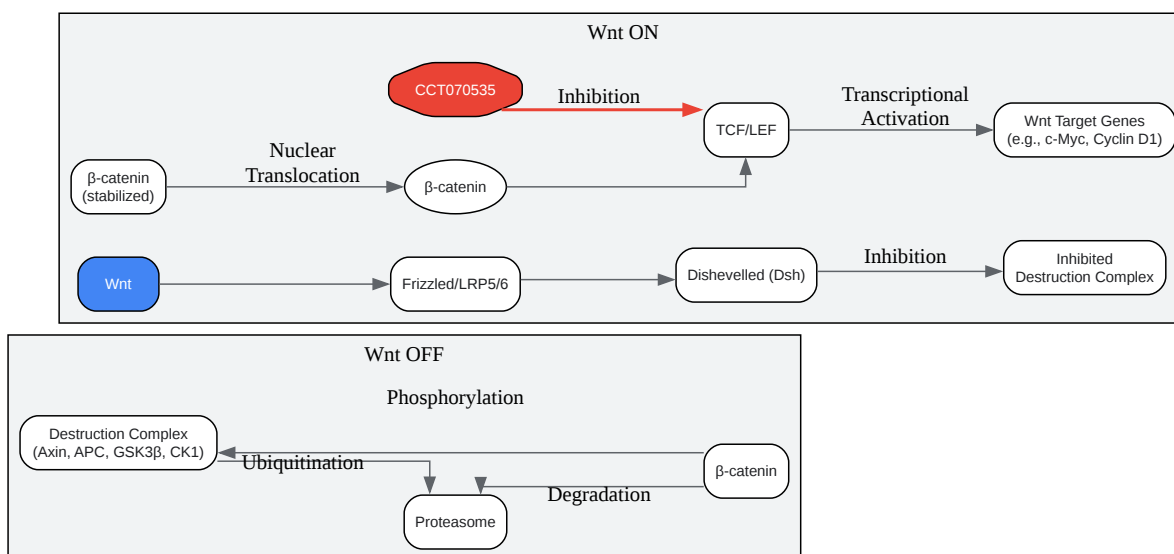 Wnt ON
CCT070535
Inhibition
Transcriptional
Activation
TCF/LEF
Wnt Target Genes
(e.g., c-Myc, Cyclin D1)
β-catenin
(stabilized)
Nuclear
Translocation
β-catenin
Wnt
Frizzled/LRP5/6
Dishevelled (Dsh)
Inhibition
Inhibited
Destruction Complex
Wnt OFF
Phosphorylation
Destruction Complex
(Axin, APC, GSK3β, CK1)
Ubiquitination
β-catenin
Degradation
Proteasome